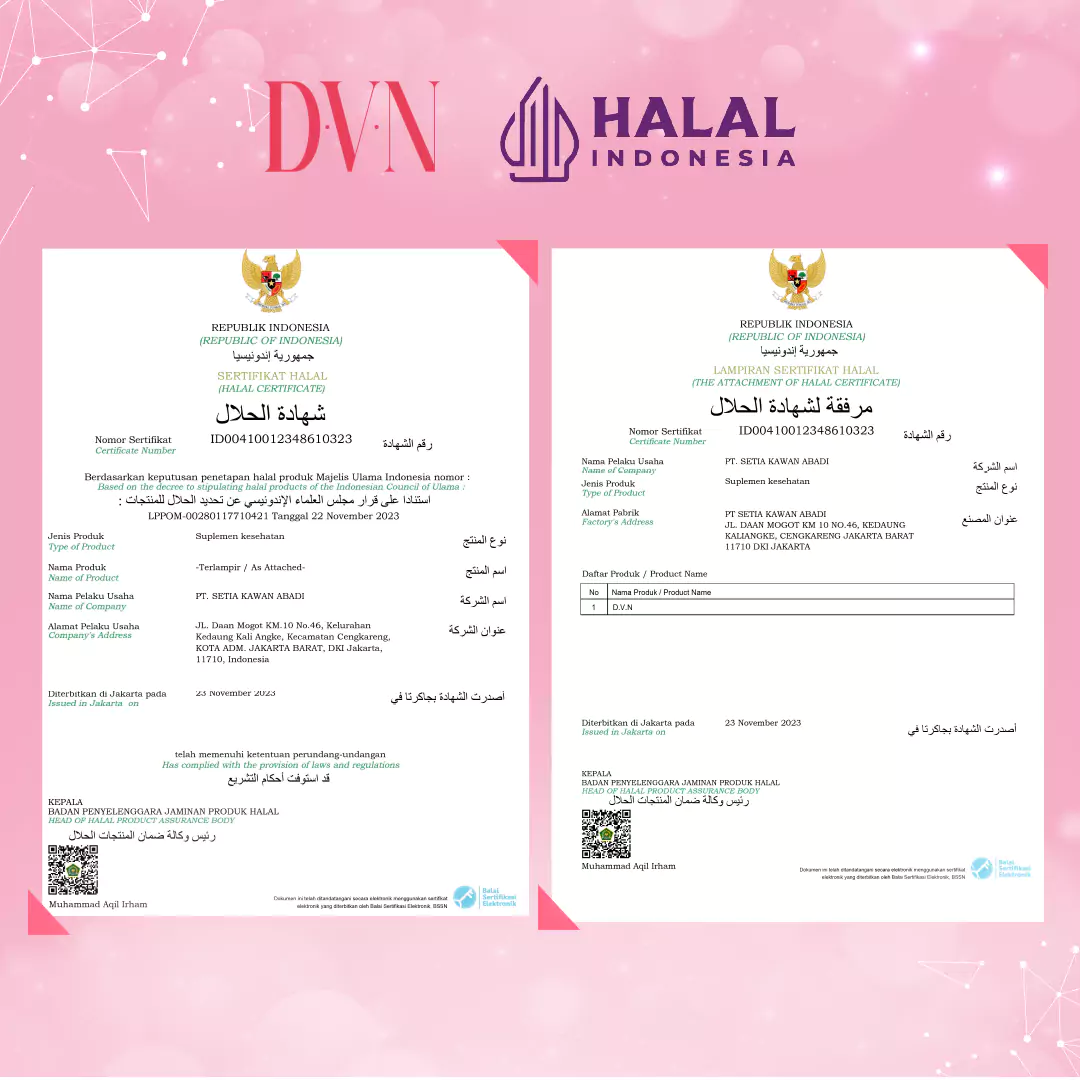 D.V.N
HALAL
INDONESIA
REPUBLIK INDONESIA
(REPUBLIC OF INDONESIA)
جمهورية إندونيسيا
SERTIFIKAT HALAL
(HALAL CERTIFICATE)
شهادة الحلال
Nomor Sertifikat ID00410012348610323 رقم الشهادة
Certificate Number
Berdasarkan keputusan penetapan halal produk Majelis Ulama Indonesia nomor :
Based on the decree to stipulating halal products of the Indonesian Council of Ulama :
استنادا على قرار مجلس العلماء الإندونيسي عن تحديد الحلال للمنتجات :
LPPOM-00280117710421 Tanggal 22 November 2023
Jenis Produk Suplemen kesehatan نوع المنتج
Type of Product
Nama Produk -Terlampir / As Attached- اسم المنتج
Name of Product
Nama Pelaku Usaha PT. SETIA KAWAN ABADI اسم الشركة
Name of Company
Alamat Pelaku Usaha JL. Daan Mogot KM.10 No.46, Kelurahan عنوان الشركة
Company's Address Kedaung Kali Angke, Kecamatan Cengkareng,
KOTA ADM. JAKARTA BARAT, DKI Jakarta,
11710, Indonesia
Diterbitkan di Jakarta pada 23 November 2023 أصدرت الشهادة بجاكرتا في
Issued in Jakarta on
telah memenuhi ketentuan perundang-undangan
Has complied with the provision of laws and regulations
قد استوفت أحكام التشريع
KEPALA
BADAN PENYELENGGARA JAMINAN PRODUK HALAL
HEAD OF HALAL PRODUCT ASSURANCE BODY
رئيس وكالة ضمان المنتجات الحلال
Muhammad Aqil Irham
Dokumen ini telah ditandatangani secara elektronik menggunakan sertifikat
elektronik yang diterbitkan oleh Balai Sertifikasi Elektronik, BSSN
Balai
Sertifikasi
Elektronik
REPUBLIK INDONESIA
(REPUBLIC OF INDONESIA)
جمهورية إندونيسيا
LAMPIRAN SERTIFIKAT HALAL
(THE ATTACHMENT OF HALAL CERTIFICATE)
مرفقة لشهادة الحلال
Nomor Sertifikat ID00410012348610323 رقم الشهادة
Certificate Number
Nama Pelaku Usaha PT. SETIA KAWAN ABADI اسم الشركة
Name of Company
Jenis Produk Suplemen kesehatan نوع المنتج
Type of Product
Alamat Pabrik PT SETIA KAWAN ABADI عنوان المصنع
Factory's Address JL. DAAN MOGOT KM 10 NO.46, KEDAUNG
KALIANGKE, CENGKARENG JAKARTA BARAT
11710 DKI JAKARTA
Daftar Produk / Product Name
No Nama Produk / Product Name
1 D.V.N
Diterbitkan di Jakarta pada 23 November 2023 أصدرت الشهادة بجاكرتا في
Issued in Jakarta on
KEPALA
BADAN PENYELENGGARA JAMINAN PRODUK HALAL
HEAD OF HALAL PRODUCT ASSURANCE BODY
رئيس وكالة ضمان المنتجات الحلال
Muhammad Aqil Irham
Dokumen ini telah ditandatangani secara elektronik menggunakan sertifikat
elektronik yang diterbitkan oleh Balai Sertifikasi Elektronik, BSSN
Balai
Sertifikasi
Elektronik